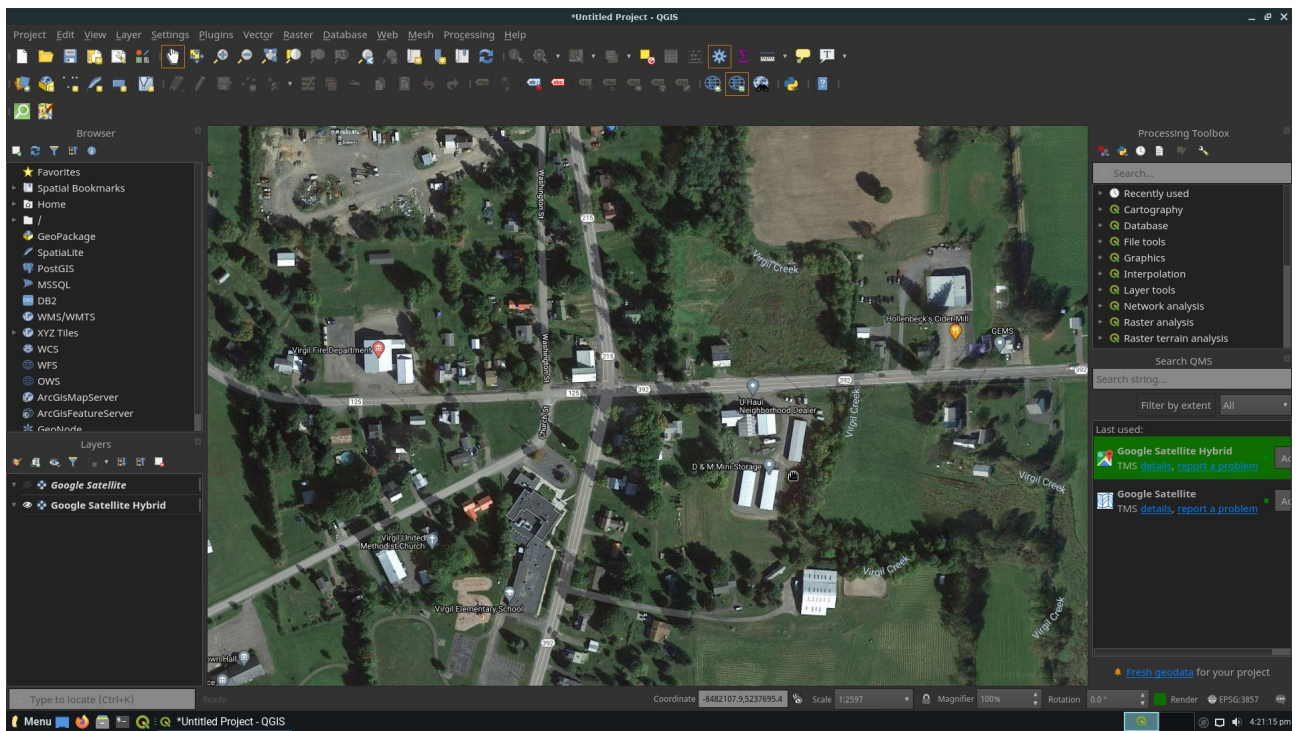 *Untitled Project - QGIS
Project Edit View Layer Settings Plugins Vector Raster Database Web Mesh Processing Help
Browser
Favorites
Spatial Bookmarks
Home
/
GeoPackage
SpatiaLite
PostGIS
MSSQL
DB2
WMS/WMTS
XYZ Tiles
WCS
WFS
OWS
ArcGisMapServer
ArcGisFeatureServer
GeoNode
Layers
Google Satellite
Google Satellite Hybrid
Washington St
215
Virgil Creek
Hollenbeck's Cider Mill
GEMS
Virgil Fire Department
Washington St
215
392
392
392
125
125
U-Haul
Neighborhood Dealer
Church St
Virgil Creek
D & M Mini Storage
Virgil Creek
Virgil United
Methodist Church
Virgil Creek
Virgil Elementary School
Virgil Creek
392
own Hall
ce
Processing Toolbox
Search...
Recently used
Cartography
Database
File tools
Graphics
Interpolation
Layer tools
Network analysis
Raster analysis
Raster terrain analysis
Search QMS
Search string...
Filter by extent All
Last used:
Google Satellite Hybrid
TMS details, report a problem
Google Satellite
TMS details, report a problem
Fresh geodata for your project
Type to locate (Ctrl+K) Ready Coordinate -8482107.9,5237695.4 Scale 1:2597 Magnifier 100% Rotation 0.0 ° Render EPSG:3857
Menu *Untitled Project - QGIS 4:21:15 pm